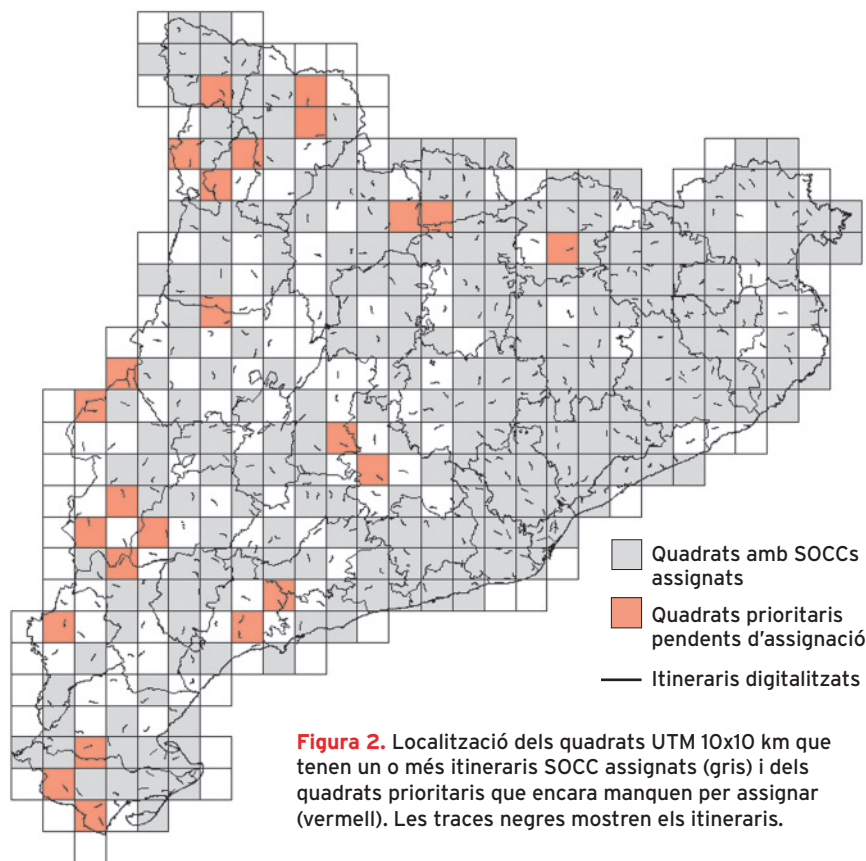 Quadrats amb SOCCs
assignats
Quadrats prioritaris
pendents d'assignació
Itineraris digitalitzats
Figura 2. Localització dels quadrats UTM 10x10 km que
tenen un o més itineraris SOCC assignats (gris) i dels
quadrats prioritaris que encara manquen per assignar
(vermell). Les traces negres mostren els itineraris.